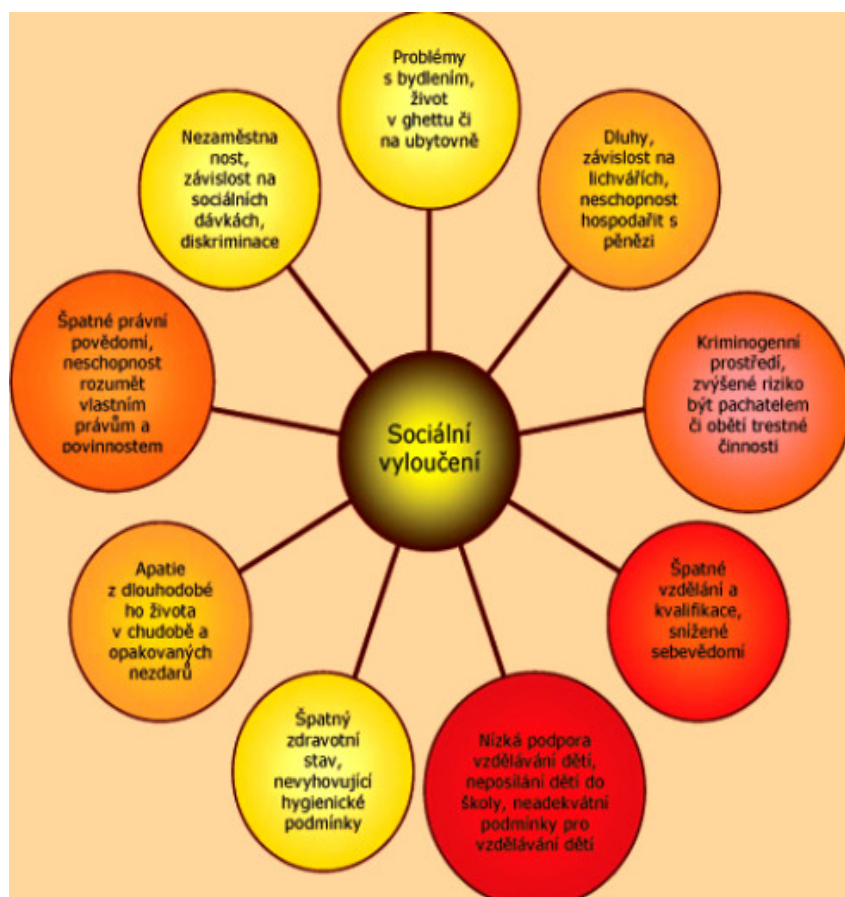 Problémy
s bydlením,
život
v ghettu či
na ubytovně
Dluhy,
závislost na
lichvářích,
neschopnost
hospodařit s
pěnězi
Kriminogenní
prostředí,
zvýšené riziko
být pachatelem
či obětí trestné
činnosti
Špatné
vzdělání a
kvalifikace,
snížené
sebevědomí
Nízká podpora
vzdělávání dětí,
neposílání dětí do
školy, neadekvátní
podmínky pro
vzdělávání dětí
Špatný
zdravotní
stav,
nevyhovující
hygienické
podmínky
Apatie
z dlouhodobé
ho života
v chudobě a
opakovaných
nezdarů
Špatné právní
povědomí,
neschopnost
rozumět
vlastním
právům a
povinnostem
Nezaměstna
nost,
závislost na
sociálních
dávkách,
diskriminace
Sociální
vyloučení